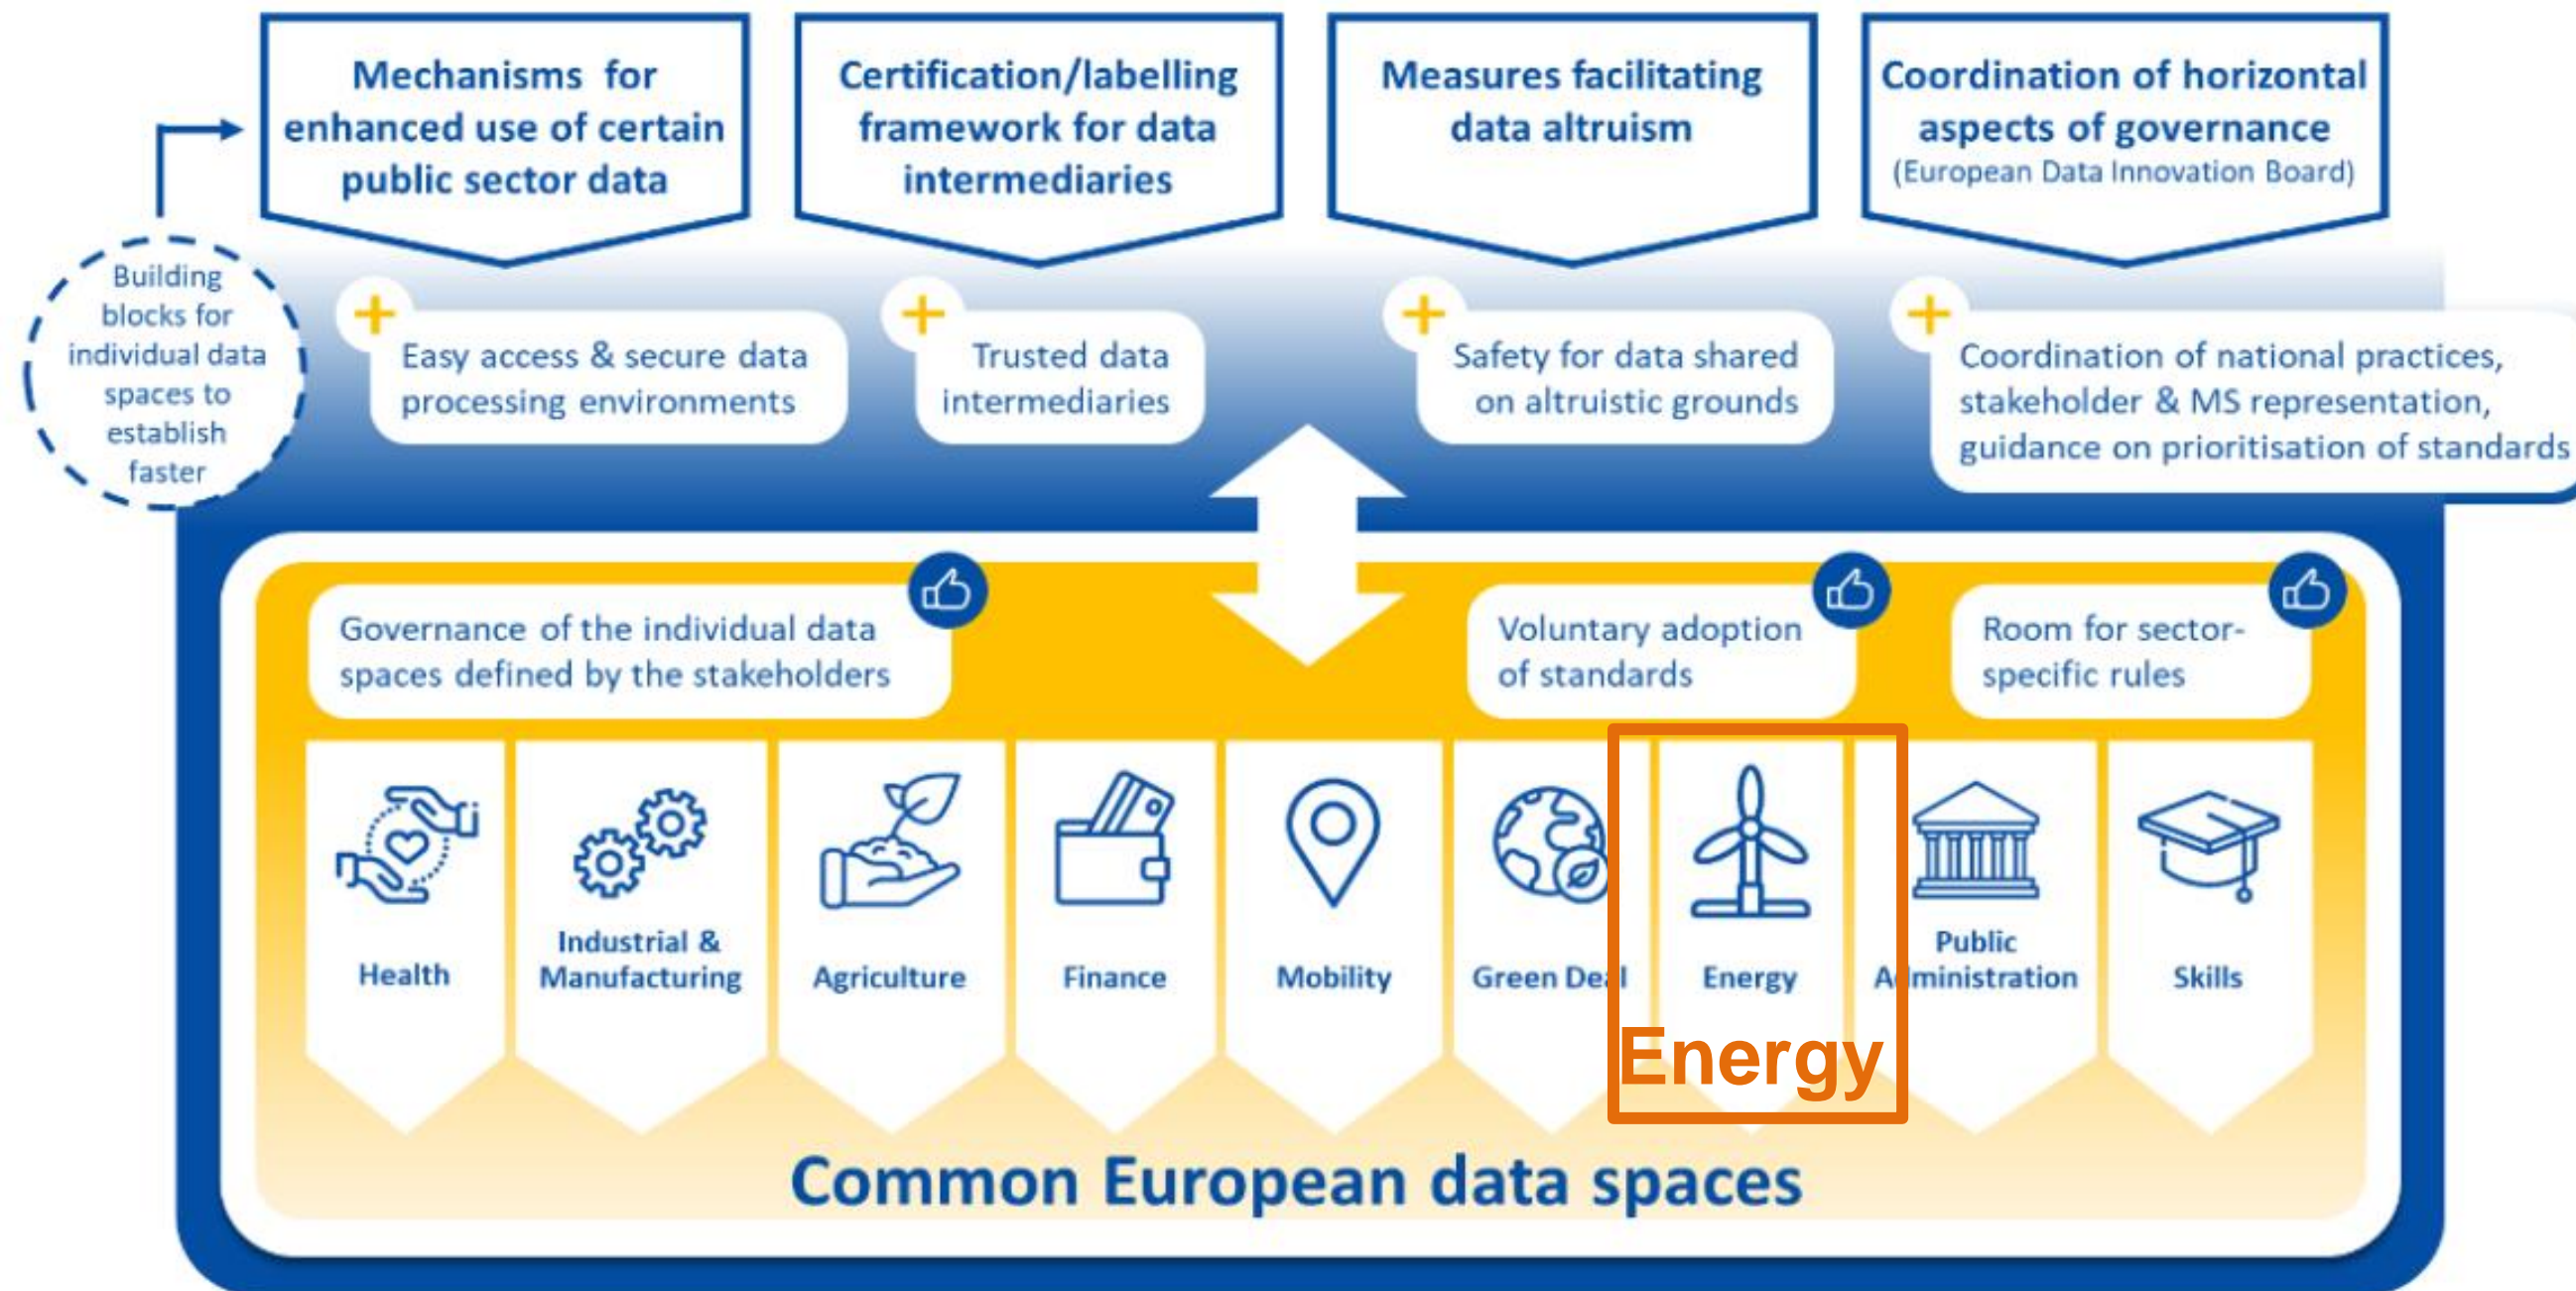 Mechanisms for
enhanced use of certain
public sector data
Certification/labelling
framework for data
intermediaries
Measures facilitating
data altruism
Coordination of horizontal
aspects of governance
(European Data Innovation Board)
Building
blocks for
individual data
spaces to
establish
faster
Easy access & secure data
processing environments
Trusted data
intermediaries
Safety for data shared
on altruistic grounds
Coordination of national practices,
stakeholder & MS representation,
guidance on prioritisation of standards
Governance of the individual data
spaces defined by the stakeholders
Voluntary adoption
of standards
Room for sector-
specific rules
Health
Industrial &
Manufacturing
Agriculture
Finance
Mobility
Green Deal
Energy
Public
Administration
Skills
Energy
Common European data spaces